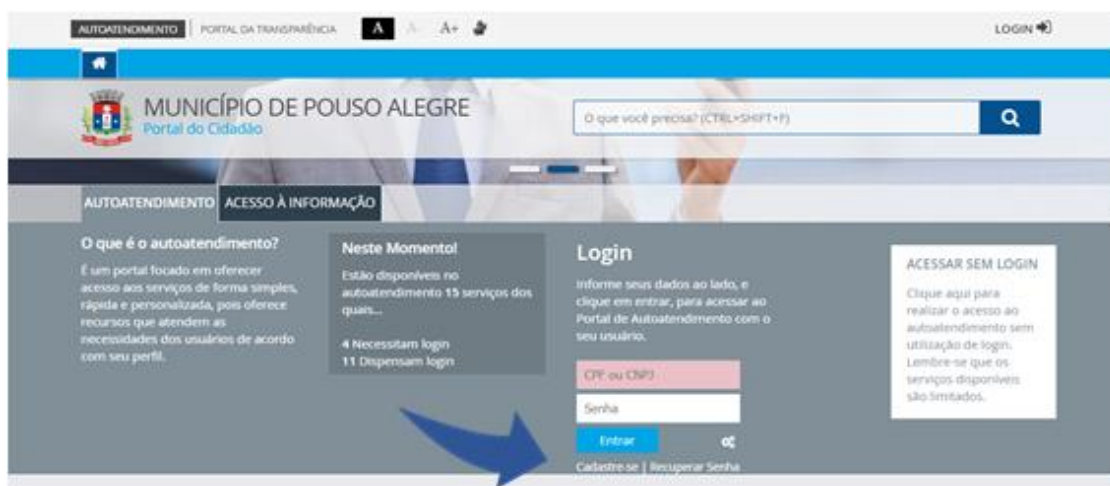 AUTOATENDIMENTO | PORTAL DA TRANSPARÊNCIA A A- A+
LOGIN
MUNICÍPIO DE POUSO ALEGRE
Portal do Cidadão
O que você precisa? (CTRL+SHIFT+F)
AUTOATENDIMENTO ACESSO À INFORMAÇÃO
O que é o autoatendimento?
É um portal focado em oferecer
acesso aos serviços de forma simples,
rápida e personalizada, pois oferece
recursos que atendem as
necessidades dos usuários de acordo
com seu perfil.
Neste Momento!
Estão disponíveis no
autoatendimento 15 serviços dos
quais...
4 Necessitam login
11 Dispensam login
Login
Informe seus dados ao lado, e
clique em entrar, para acessar ao
Portal de Autoatendimento com o
seu usuário.
CPF ou CNPJ
Senha
Entrar
Cadastre-se | Recuperar Senha
ACESSAR SEM LOGIN
Clique aqui para
realizar o acesso ao
autoatendimento sem
utilização de login.
Lembre-se que os
serviços disponíveis
são limitados.